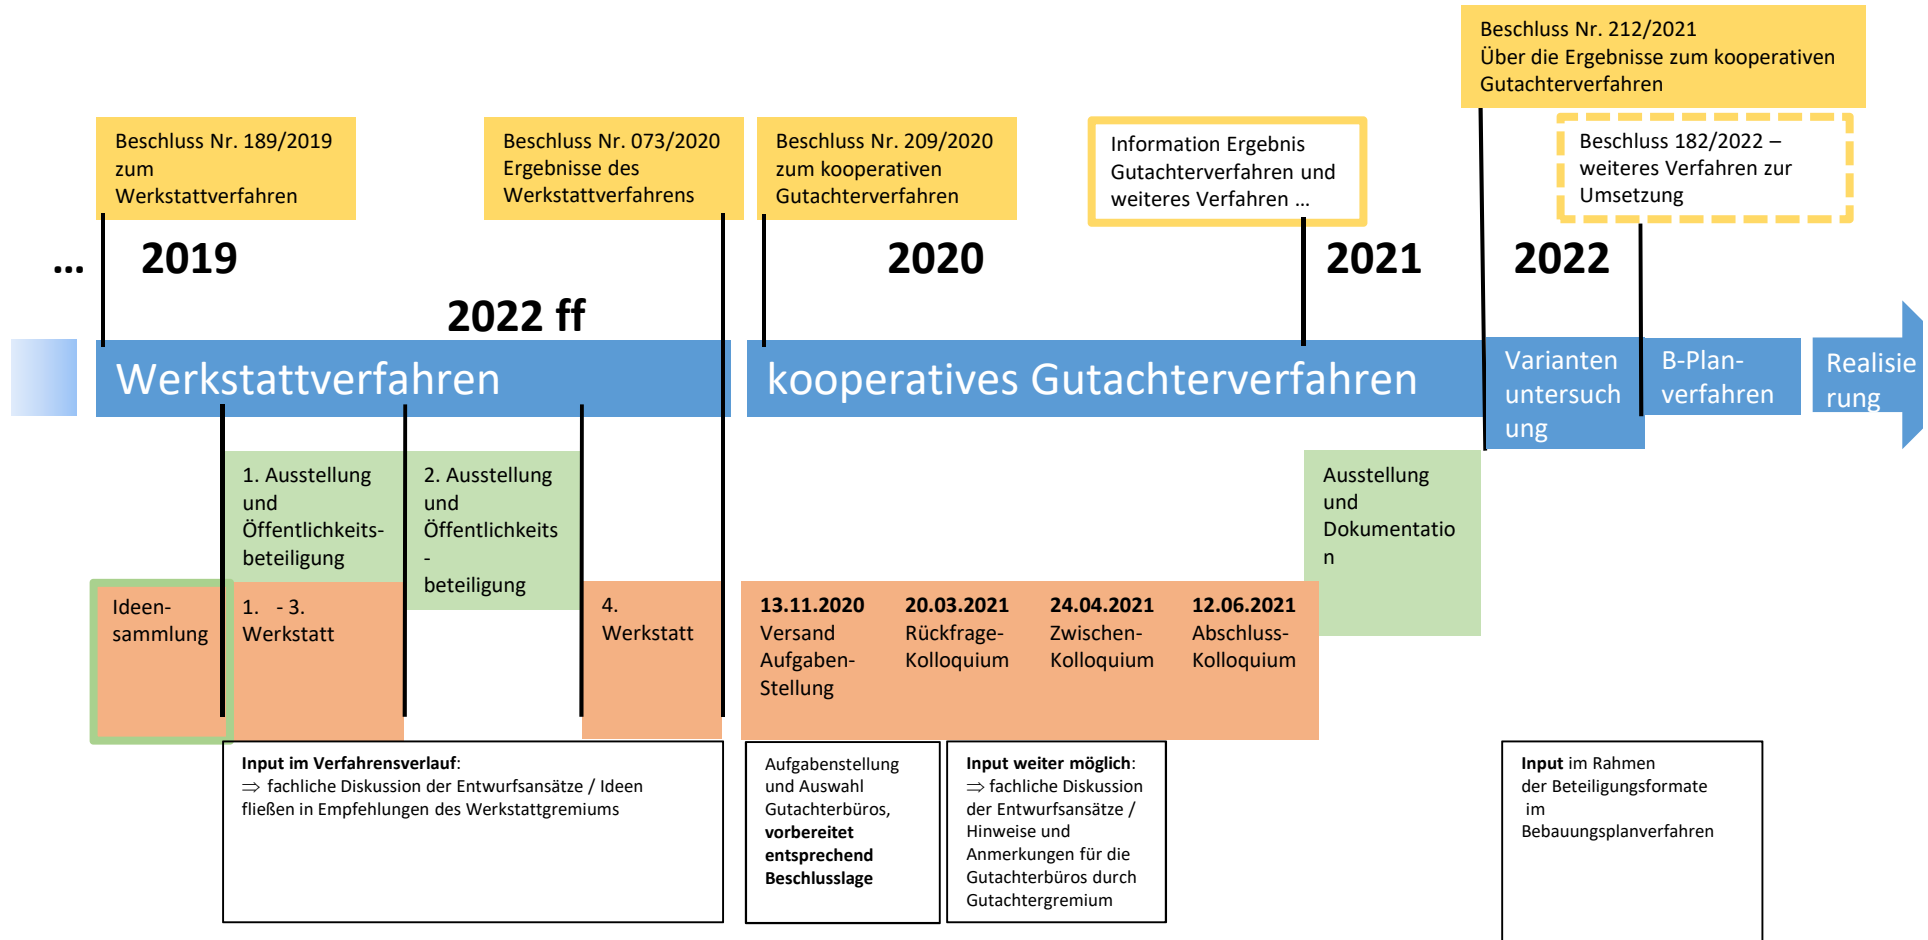 Beschluss Nr. 212/2021
Über die Ergebnisse zum kooperativen
Gutachterverfahren
Beschluss Nr. 189/2019
zum
Werkstattverfahren
Beschluss Nr. 073/2020
Ergebnisse des
Werkstattverfahrens
Beschluss Nr. 209/2020
zum kooperativen
Gutachterverfahren
Information Ergebnis
Gutachterverfahren und
weiteres Verfahren ...
Beschluss 182/2022 –
weiteres Verfahren zur
Umsetzung
... 2019
2020
2021
2022
2022 ff
Werkstattverfahren
kooperatives Gutachterverfahren
Varianten
untersuch
ung
B-Plan-
verfahren
Realisie
rung
1. Ausstellung
und
Öffentlichkeits-
beteiligung
2. Ausstellung
und
Öffentlichkeits
-
beteiligung
Ausstellung
und
Dokumentatio
n
Ideen-
sammlung
1. - 3.
Werkstatt
4.
Werkstatt
13.11.2020
Versand
Aufgaben-
Stellung
20.03.2021
Rückfrage-
Kolloquium
24.04.2021
Zwischen-
Kolloquium
12.06.2021
Abschluss-
Kolloquium
Input im Verfahrensverlauf:
⇒ fachliche Diskussion der Entwurfsansätze / Ideen
fließen in Empfehlungen des Werkstattgremiums
Aufgabenstellung
und Auswahl
Gutachterbüros,
vorbereitet
entsprechend
Beschlusslage
Input weiter möglich:
⇒ fachliche Diskussion
der Entwurfsansätze /
Hinweise und
Anmerkungen für die
Gutachterbüros durch
Gutachtergremium
Input im Rahmen
der Beteiligungsformate
im
Bebauungsplanverfahren